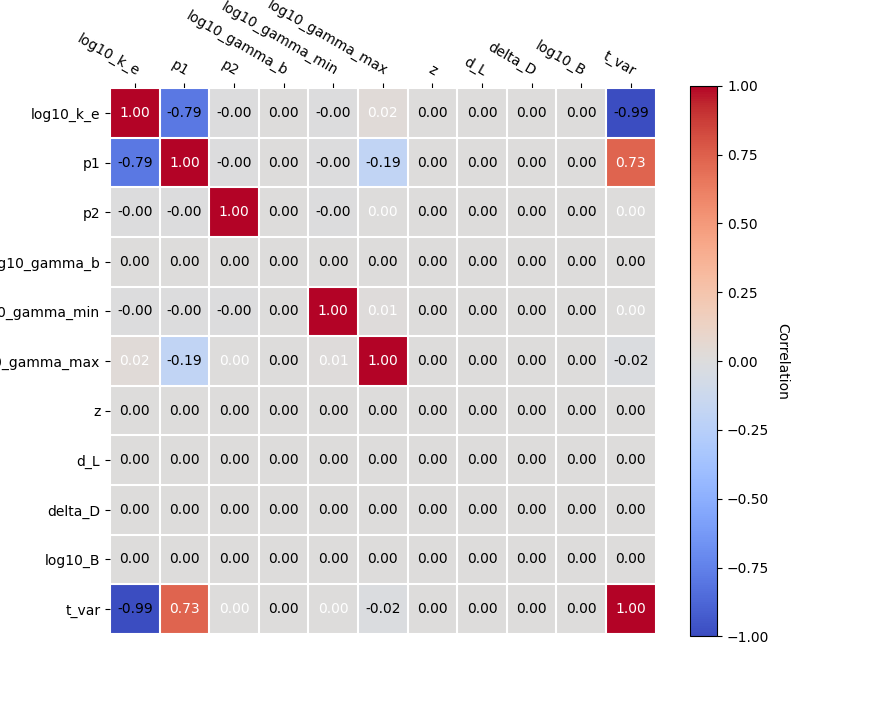 log10_k_e p1 p2 log10_gamma_b log10_gamma_min log10_gamma_max z d_L delta_D log10_B t_var
log10_k_e 1.00 -0.79 -0.00 0.00 -0.00 0.02 0.00 0.00 0.00 0.00 -0.99
p1 -0.79 1.00 -0.00 0.00 -0.00 -0.19 0.00 0.00 0.00 0.00 0.73
p2 -0.00 -0.00 1.00 0.00 -0.00 0.00 0.00 0.00 0.00 0.00 0.00
g10_gamma_b 0.00 0.00 0.00 0.00 0.00 0.00 0.00 0.00 0.00 0.00 0.00
0_gamma_min -0.00 -0.00 -0.00 0.00 1.00 0.01 0.00 0.00 0.00 0.00 0.00
0_gamma_max 0.02 -0.19 0.00 0.00 0.01 1.00 0.00 0.00 0.00 0.00 -0.02
z 0.00 0.00 0.00 0.00 0.00 0.00 0.00 0.00 0.00 0.00 0.00
d_L 0.00 0.00 0.00 0.00 0.00 0.00 0.00 0.00 0.00 0.00 0.00
delta_D 0.00 0.00 0.00 0.00 0.00 0.00 0.00 0.00 0.00 0.00 0.00
log10_B 0.00 0.00 0.00 0.00 0.00 0.00 0.00 0.00 0.00 0.00 0.00
t_var -0.99 0.73 0.00 0.00 0.00 -0.02 0.00 0.00 0.00 0.00 1.00
1.00
0.75
0.50
0.25
0.00
−0.25
−0.50
−0.75
−1.00
Correlation